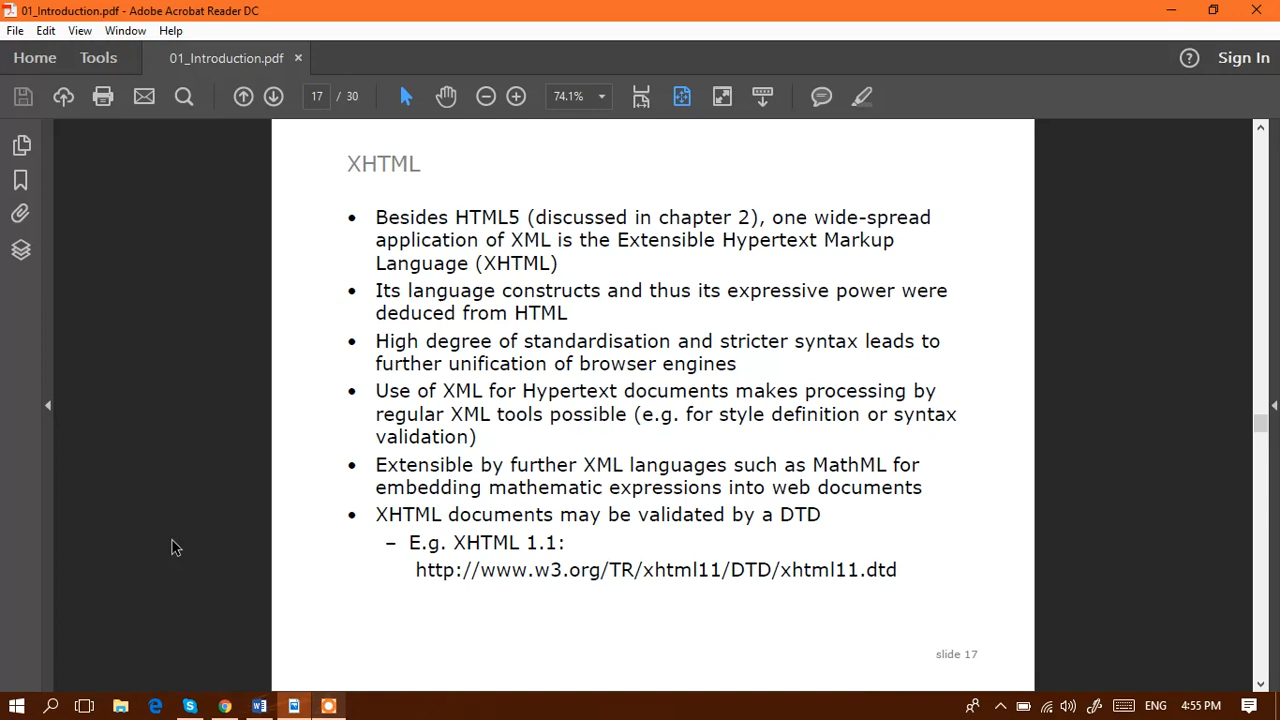 01_Introduction.pdf - Adobe Acrobat Reader DC
File Edit View Window Help
Home Tools 01_Introduction.pdf × ? Sign In
17 / 30 74.1%
XHTML
• Besides HTML5 (discussed in chapter 2), one wide-spread
application of XML is the Extensible Hypertext Markup
Language (XHTML)
• Its language constructs and thus its expressive power were
deduced from HTML
• High degree of standardisation and stricter syntax leads to
further unification of browser engines
• Use of XML for Hypertext documents makes processing by
regular XML tools possible (e.g. for style definition or syntax
validation)
• Extensible by further XML languages such as MathML for
embedding mathematic expressions into web documents
• XHTML documents may be validated by a DTD
– E.g. XHTML 1.1:
http://www.w3.org/TR/xhtml11/DTD/xhtml11.dtd
slide 17
ENG 4:55 PM